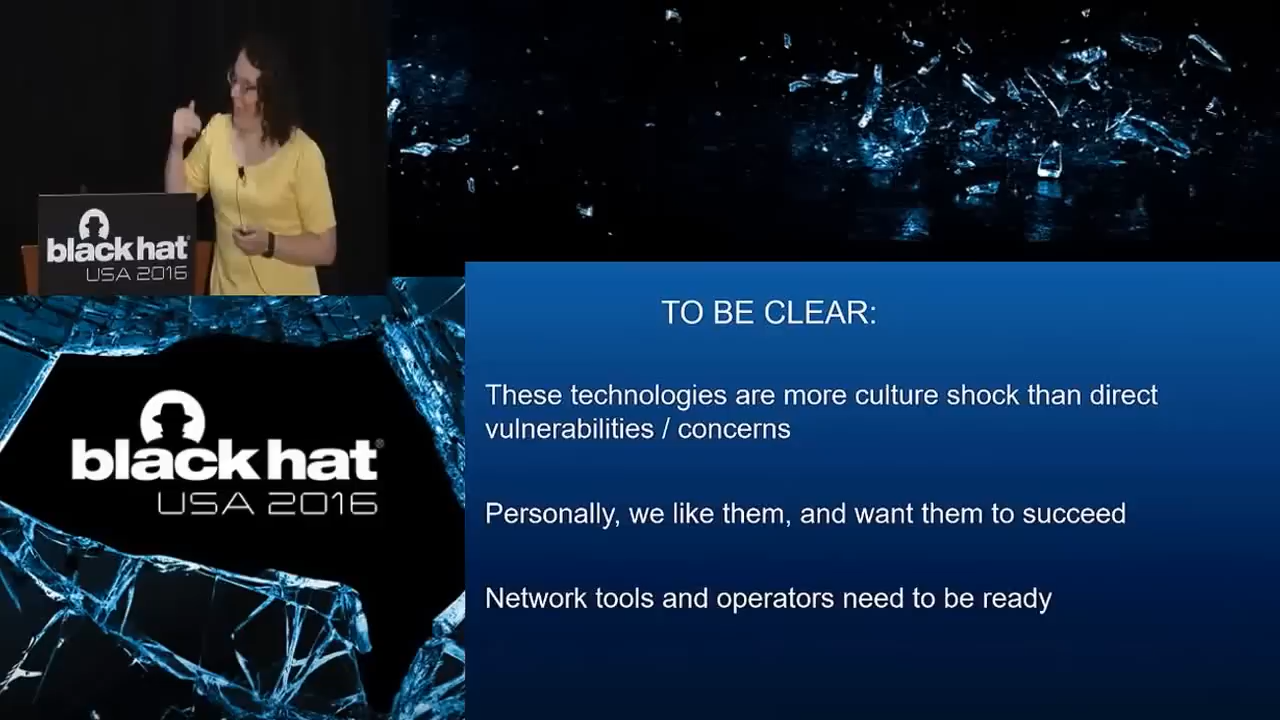 black hat
USA 2016
TO BE CLEAR:
These technologies are more culture shock than direct
vulnerabilities / concerns
Personally, we like them, and want them to succeed
Network tools and operators need to be ready
black hat®
USA 2016